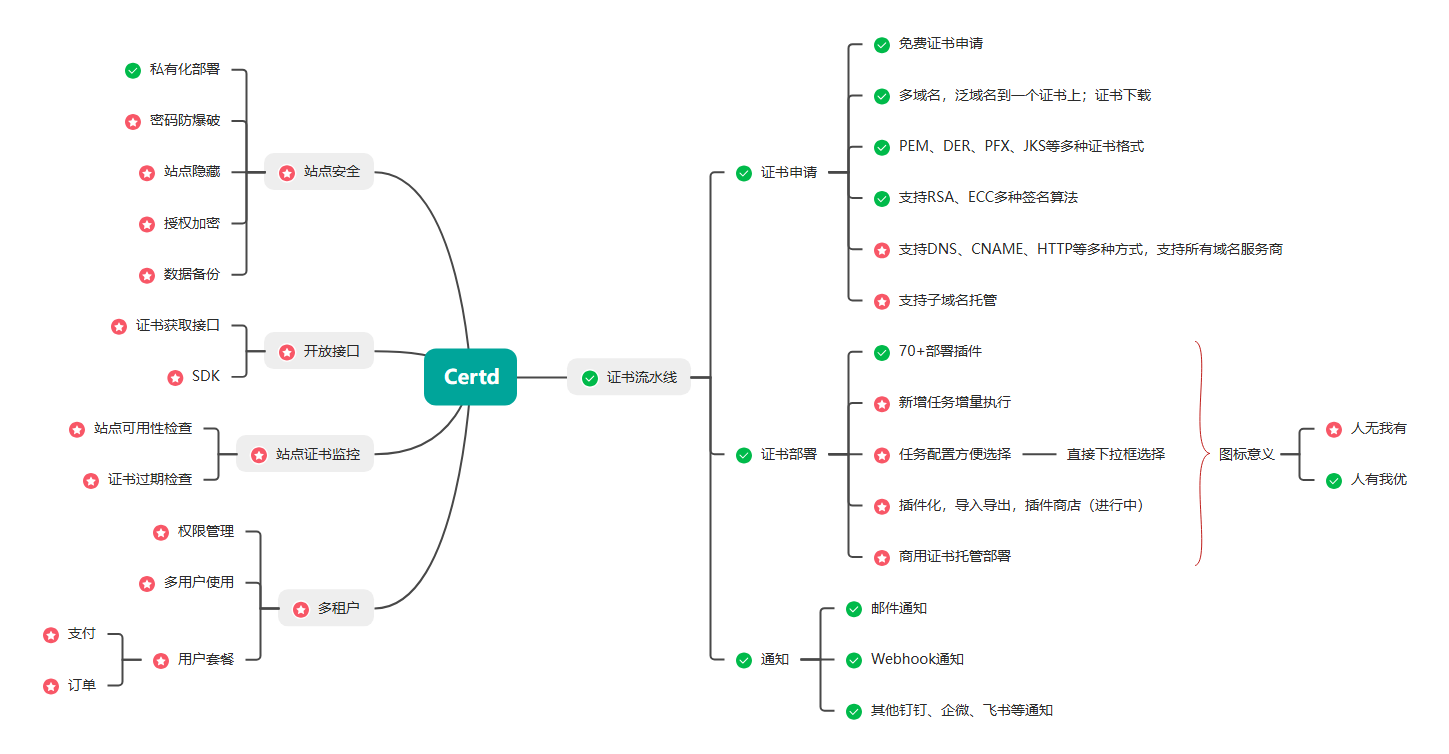 Certd
站点安全
私有化部署
密码防爆破
站点隐藏
授权加密
数据备份
开放接口
证书获取接口
SDK
站点证书监控
站点可用性检查
证书过期检查
多租户
权限管理
多用户使用
用户套餐
支付
订单
证书流水线
证书申请
免费证书申请
多域名，泛域名到一个证书上；证书下载
PEM、DER、PFX、JKS等多种证书格式
支持RSA、ECC多种签名算法
支持DNS、CNAME、HTTP等多种方式，支持所有域名服务商
支持子域名托管
证书部署
70+部署插件
新增任务增量执行
任务配置方便选择
直接下拉框选择
插件化，导入导出，插件商店（进行中）
商用证书托管部署
图标意义
人无我有
人有我优
通知
邮件通知
Webhook通知
其他钉钉、企微、飞书等通知